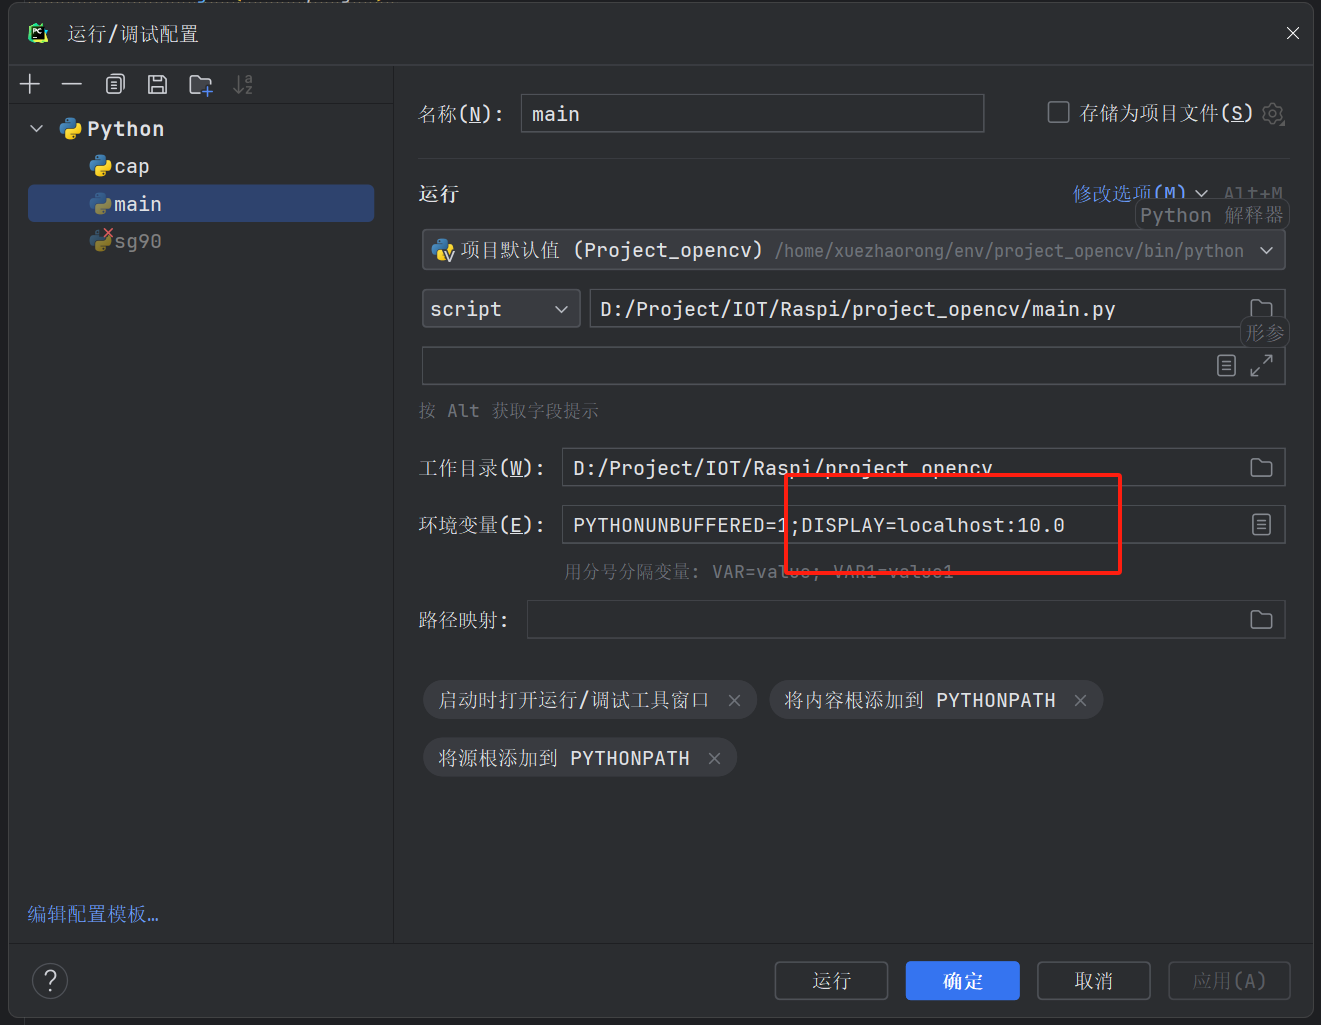 运行/调试配置
Python
cap
main
sg90
编辑配置模板...
名称(N): main 存储为项目文件(S)
运行 修改选项(M) Alt+M
Python 解释器
项目默认值 (Project_opencv) /home/xuezhaorong/env/project_opencv/bin/python
script D:/Project/IOT/Raspi/project_opencv/main.py
形参
按 Alt 获取字段提示
工作目录(W): D:/Project/IOT/Raspi/project_opencv
环境变量(E): PYTHONUNBUFFERED=1;DISPLAY=localhost:10.0
用分号分隔变量: VAR=value; VAR1=value1
路径映射:
启动时打开运行/调试工具窗口 × 将内容根添加到 PYTHONPATH ×
将源根添加到 PYTHONPATH ×
? 运行 确定 取消 应用(A)